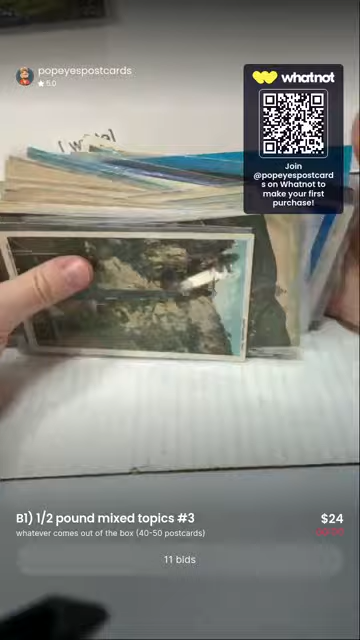 popeyespostcards
★ 5.0
whatnot
Join
@popeyespostcard
s on Whatnot to
make your first
purchase!
B1) 1/2 pound mixed topics #3
$24
whatever comes out of the box (40-50 postcards)
11 bids